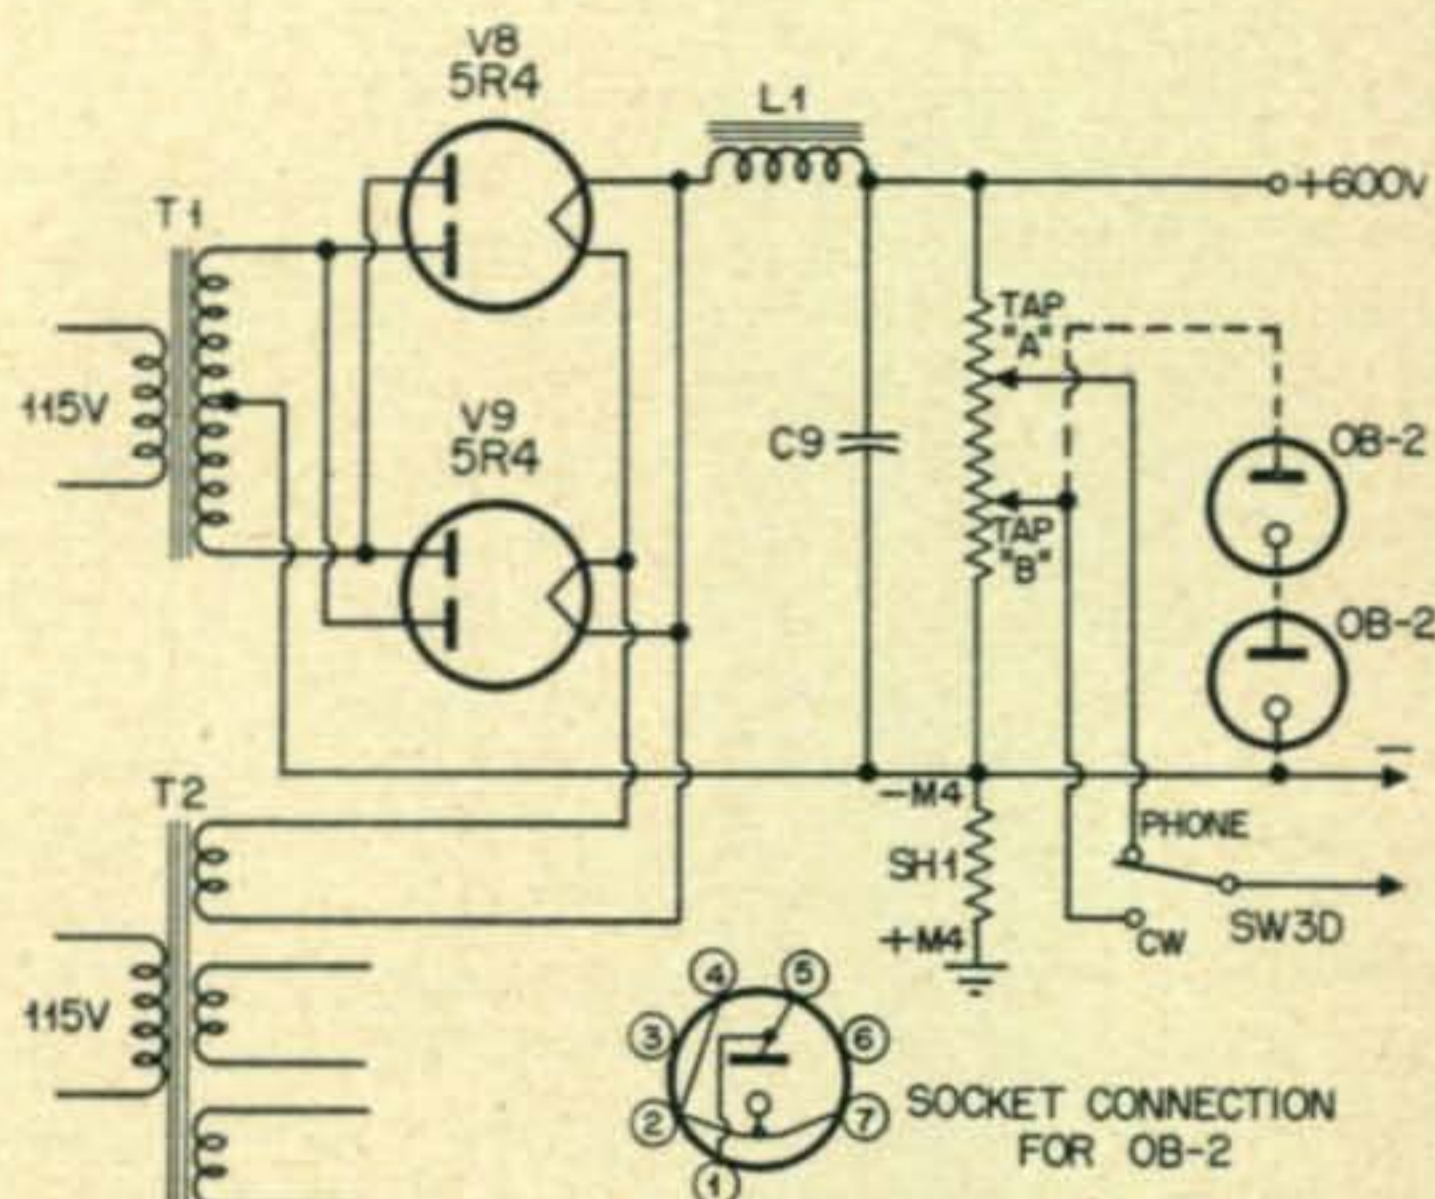 V8
5R4
L1
+600V
T1
TAP
"A"
115V
V9
5R4
C9
OB-2
TAP
"B"
OB-2
−
T2
−M4
PHONE
SH1
+M4
CW
SW3D
115V
4
5
3
6
2
7
1
SOCKET CONNECTION
FOR OB-2